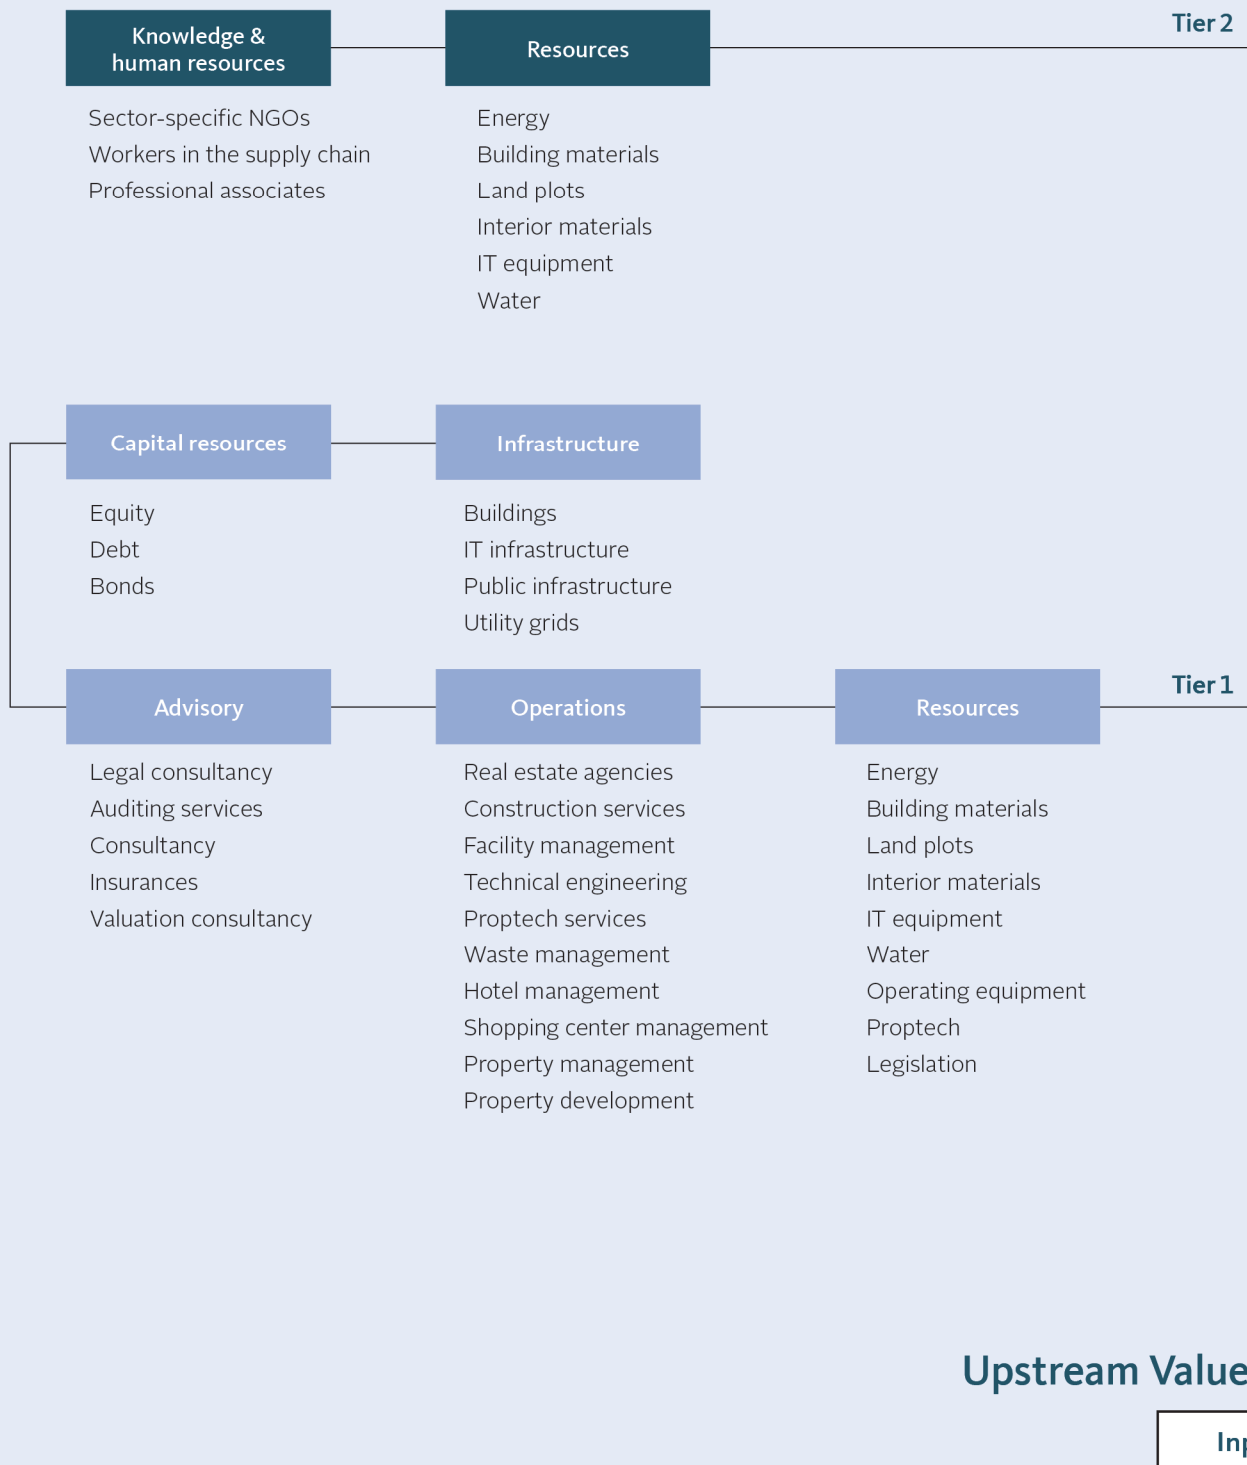 Tier 2
Knowledge &
human resources
Sector-specific NGOs
Workers in the supply chain
Professional associates
Resources
Energy
Building materials
Land plots
Interior materials
IT equipment
Water
Capital resources
Equity
Debt
Bonds
Infrastructure
Buildings
IT infrastructure
Public infrastructure
Utility grids
Tier 1
Advisory
Legal consultancy
Auditing services
Consultancy
Insurances
Valuation consultancy
Operations
Real estate agencies
Construction services
Facility management
Technical engineering
Proptech services
Waste management
Hotel management
Shopping center management
Property management
Property development
Resources
Energy
Building materials
Land plots
Interior materials
IT equipment
Water
Operating equipment
Proptech
Legislation
Upstream Value